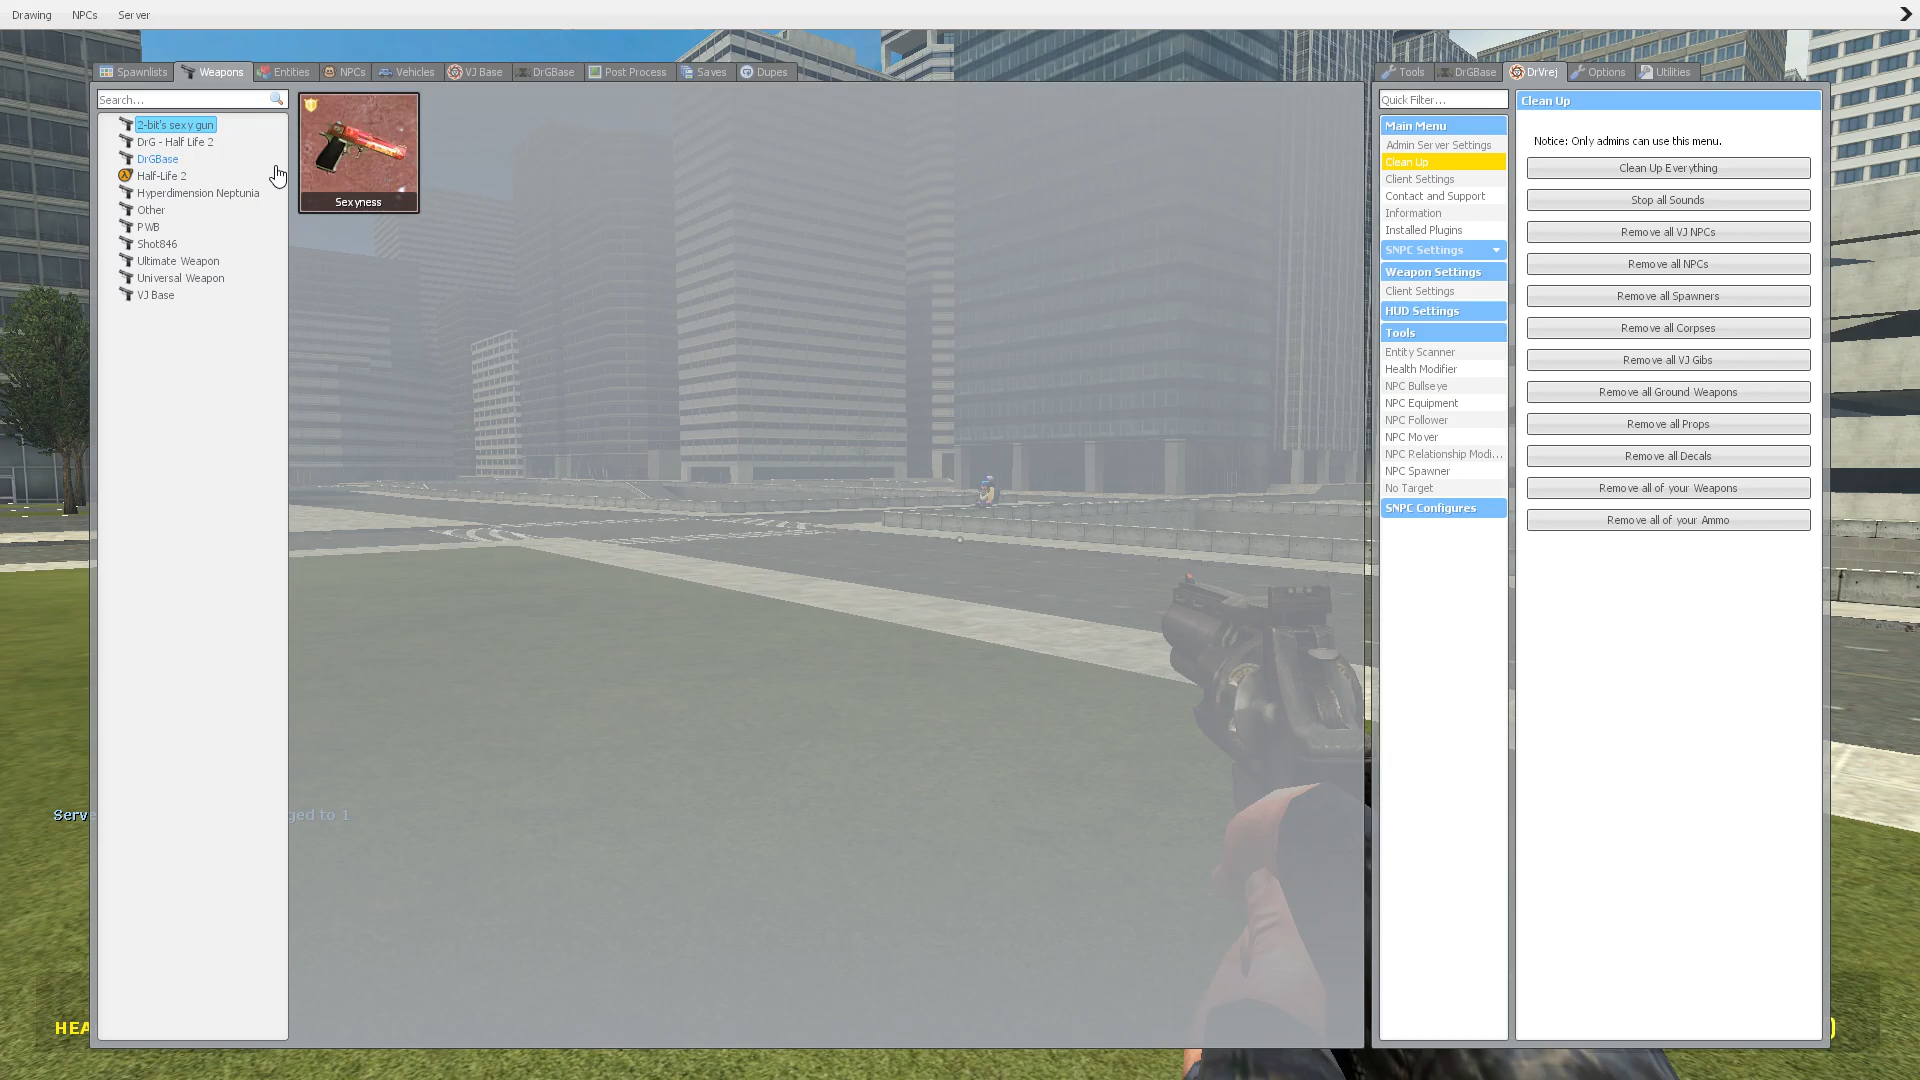 Drawing NPCs Server
Spawnlists Weapons Entities NPCs Vehicles VJ Base DrGBase Post Process Saves Dupes
Search...
2-bit's sexy gun
DrG - Half Life 2
DrGBase
Half-Life 2
Hyperdimension Neptunia
Other
PWB
Shot846
Ultimate Weapon
Universal Weapon
VJ Base
Sexyness
ged to 1
HEA
Tools DrGBase DrVrej Options Utilities
Quick Filter...
Main Menu
Admin Server Settings
Clean Up
Client Settings
Contact and Support
Information
Installed Plugins
SNPC Settings
Weapon Settings
Client Settings
HUD Settings
Tools
Entity Scanner
Health Modifier
NPC Bullseye
NPC Equipment
NPC Follower
NPC Mover
NPC Relationship Modi...
NPC Spawner
No Target
SNPC Configures
Clean Up
Notice: Only admins can use this menu.
Clean Up Everything
Stop all Sounds
Remove all VJ NPCs
Remove all NPCs
Remove all Spawners
Remove all Corpses
Remove all VJ Gibs
Remove all Ground Weapons
Remove all Props
Remove all Decals
Remove all of your Weapons
Remove all of your Ammo